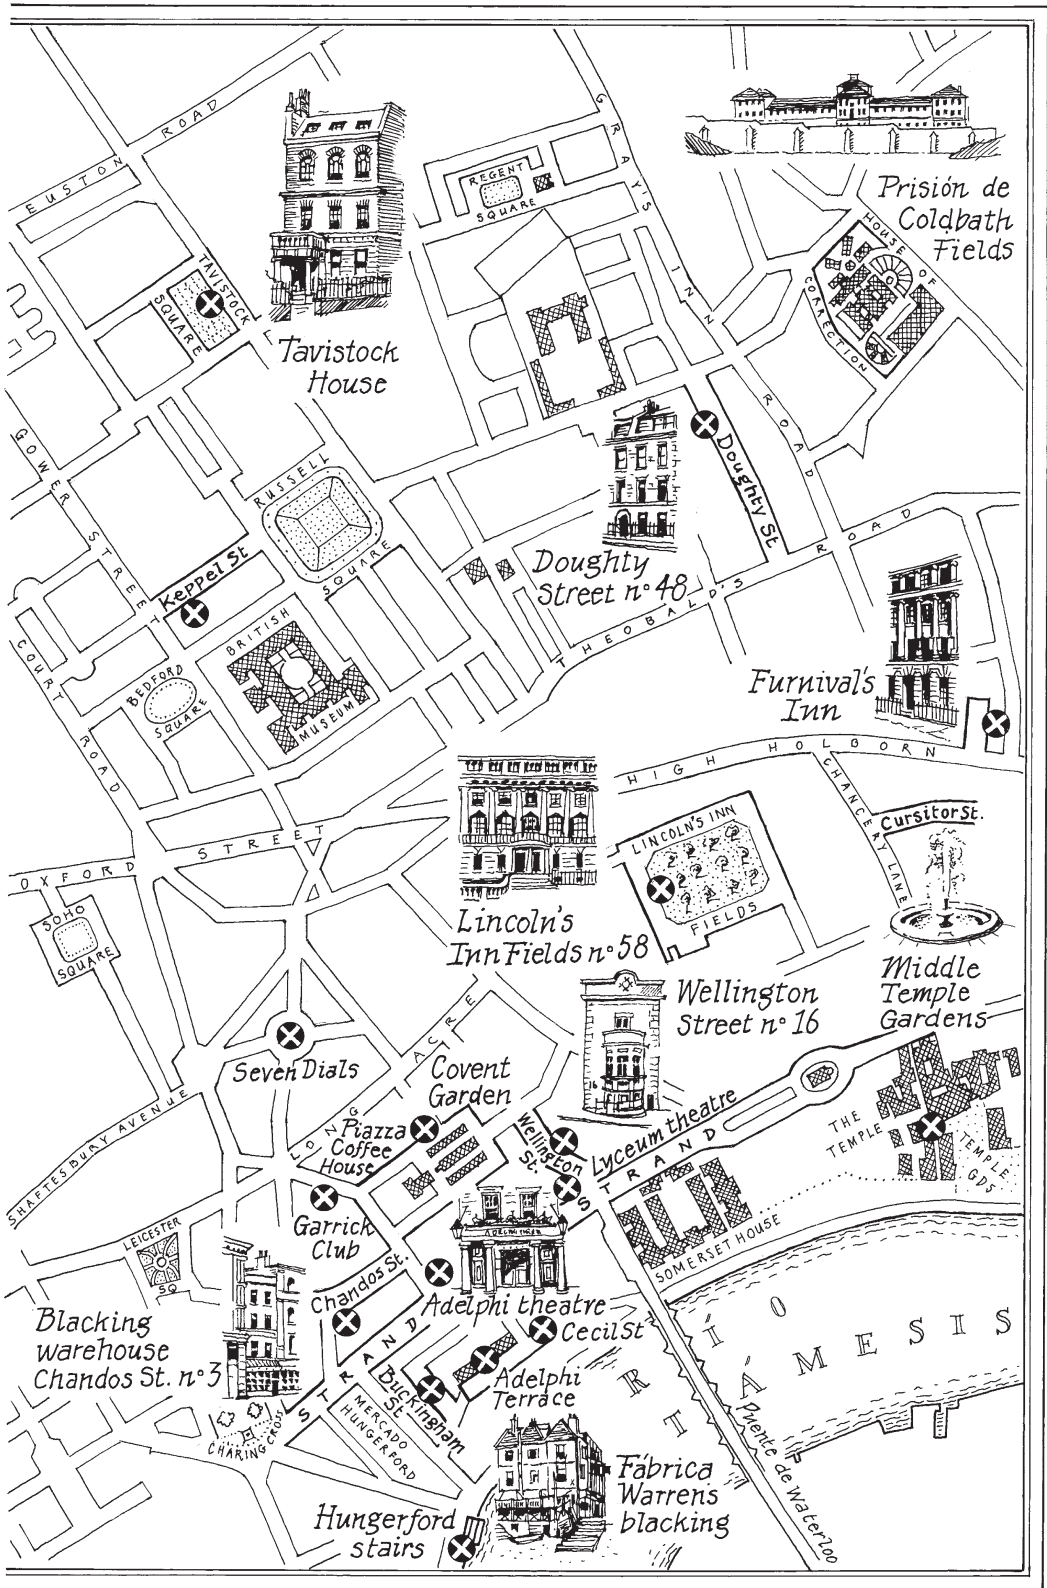 EUSTON ROAD
GRAY'S INN ROAD
REGENT
SQUARE
Prisión de
Coldbath
Fields
HOUSE OF
CORRECTION
TAVISTOCK
SQUARE
Tavistock
House
GOWER STREET
RUSSELL
SQUARE
Doughty St
Doughty
Street nº 48
THEOBALD'S ROAD
Keppel St
BRITISH
MUSEUM
BEDFORD
SQUARE
COURT ROAD
Furnival's
Inn
HIGH HOLBORN
CHANCERY LANE
Cursitor St.
LINCOLN'S INN
FIELDS
OXFORD STREET
SOHO
SQUARE
Lincoln's
Inn Fields nº 58
Middle
Temple
Gardens
Wellington
Street nº 16
16
Seven Dials
LONG ACRE
Covent
Garden
Piazza
Coffee
House
Wellington
St.
Lyceum theatre
STRAND
THE
TEMPLE
TEMPLE
GDS
SHAFTESBURY AVENUE
LEICESTER
SQ
Garrick
Club
SOMERSET HOUSE
Chandos St.
ADELPHI THEATRE
Adelphi theatre
Cecil St
Blacking
warehouse
Chandos St. nº 3
STRAND
Adelphi
Terrace
Buckingham
St
MERCADO
HUNGERFORD
CHARING CROSS
RÍO
TÁMESIS
Puente de Waterloo
Fábrica
Warren's
blacking
Hungerford
stairs